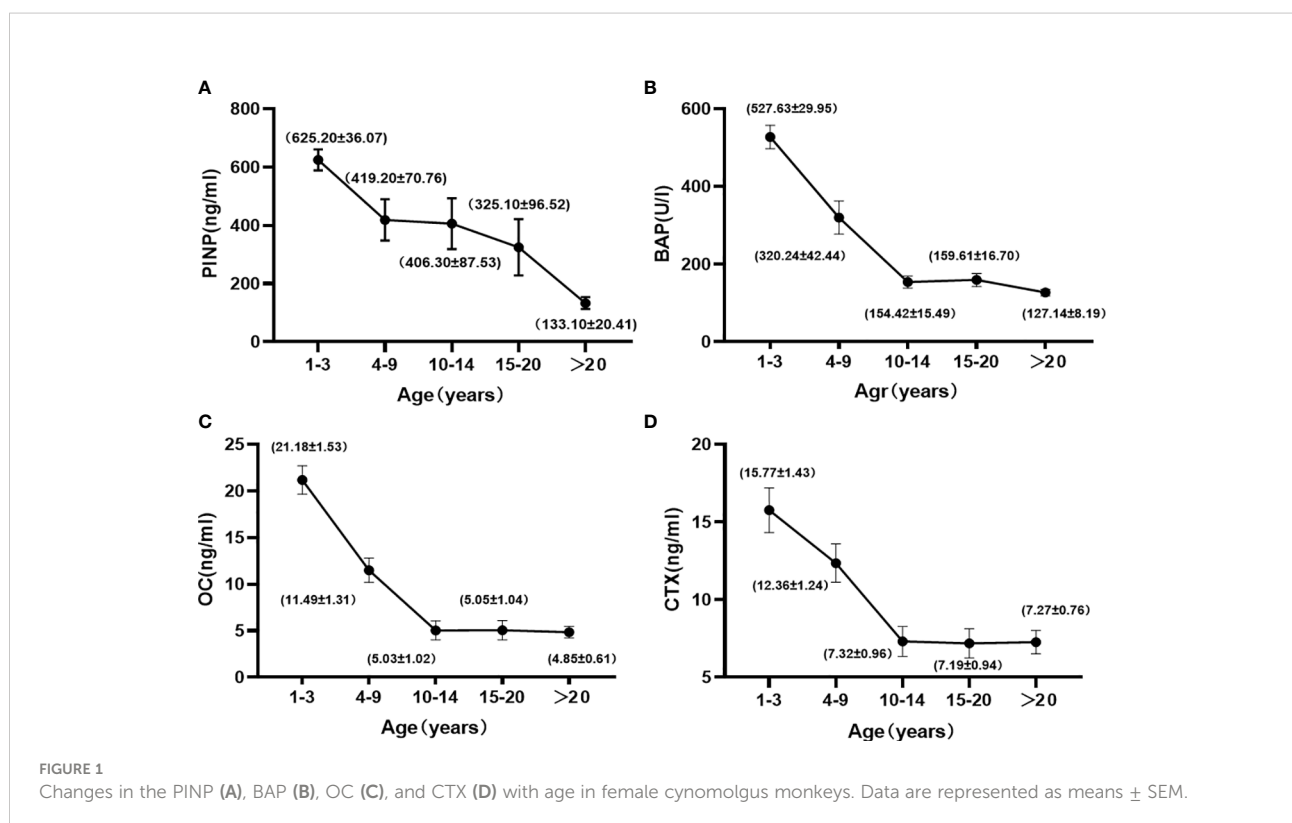 A
800
600
400
200
0
PINP(ng/ml)
（625.20±36.07)
（419.20±70.76)
（406.30±87.53)
（325.10±96.52)
（133.10±20.41)
1-3 4-9 10-14 15-20 >20
Age（years）
B
600
400
200
0
BAP(U/l)
(527.63±29.95）
(320.24±42.44)
(154.42±15.49）
(159.61±16.70)
(127.14±8.19）
1-3 4-9 10-14 15-20 >20
Agr（years）
C
25
20
15
10
5
0
OC(ng/ml)
(21.18±1.53）
(11.49±1.31)
(5.03±1.02）
(5.05±1.04）
(4.85±0.61)
1-3 4-9 10-14 15-20 >20
Age（years）
D
20
15
10
5
CTX(ng/ml)
(15.77±1.43）
(12.36±1.24)
(7.32±0.96）
(7.19±0.94）
(7.27±0.76)
1-3 4-9 10-14 15-20 >20
Age（years）
FIGURE 1
Changes in the PINP (A), BAP (B), OC (C), and CTX (D) with age in female cynomolgus monkeys. Data are represented as means ± SEM.